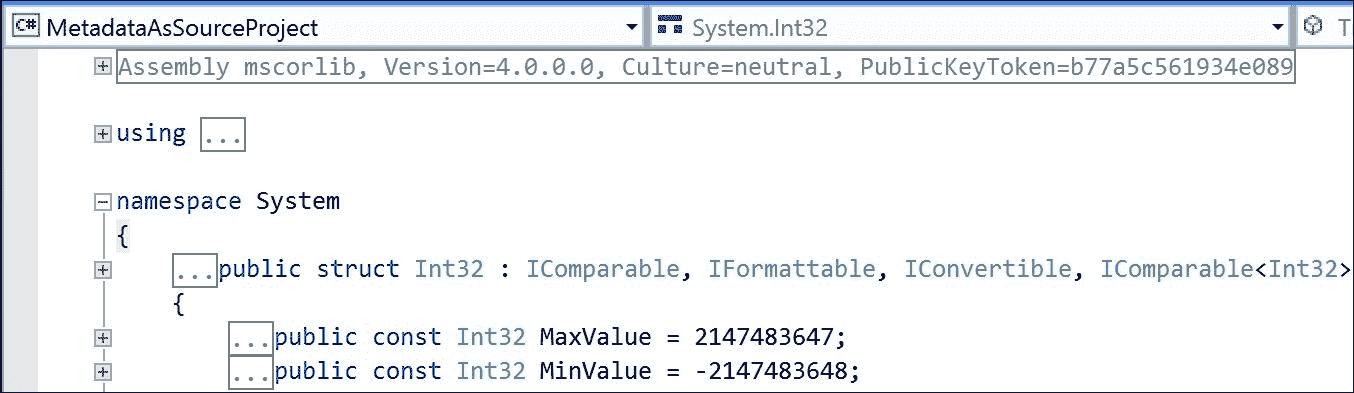 C# MetadataAsSourceProject System.Int32 T
Assembly mscorlib, Version=4.0.0.0, Culture=neutral, PublicKeyToken=b77a5c561934e089
using ...
namespace System
{
...public struct Int32 : IComparable, IFormattable, IConvertible, IComparable<Int32>
{
...public const Int32 MaxValue = 2147483647;
...public const Int32 MinValue = -2147483648;